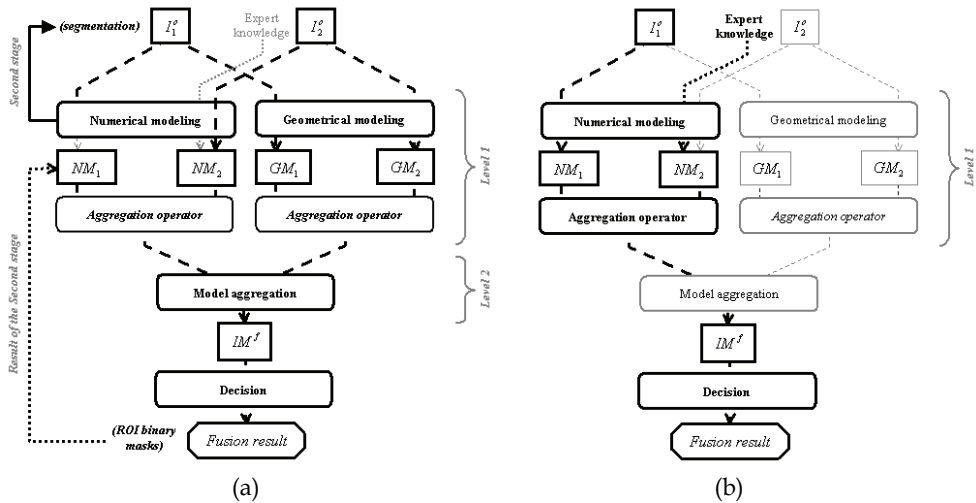 (segmentation)
I₁ᵒ
Expert
knowledge
I₂ᵒ
Second stage
Numerical modeling
Geometrical modeling
NM₁
NM₂
GM₁
GM₂
Aggregation operator
Aggregation operator
Level 1
Model aggregation
Level 2
IMᶠ
Decision
(ROI binary
masks)
Fusion result
Result of the Second stage
(a)
I₁ᵒ
Expert
knowledge
I₂ᵒ
Numerical modeling
Geometrical modeling
NM₁
NM₂
GM₁
GM₂
Aggregation operator
Aggregation operator
Level 1
Model aggregation
IMᶠ
Decision
Fusion result
(b)